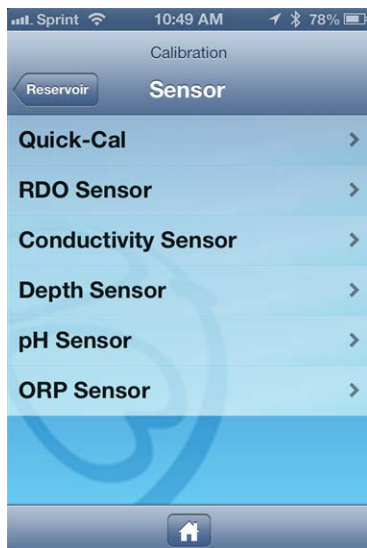 Sprint 10:49 AM 78%
Calibration
Reservoir Sensor
Quick-Cal
RDO Sensor
Conductivity Sensor
Depth Sensor
pH Sensor
ORP Sensor